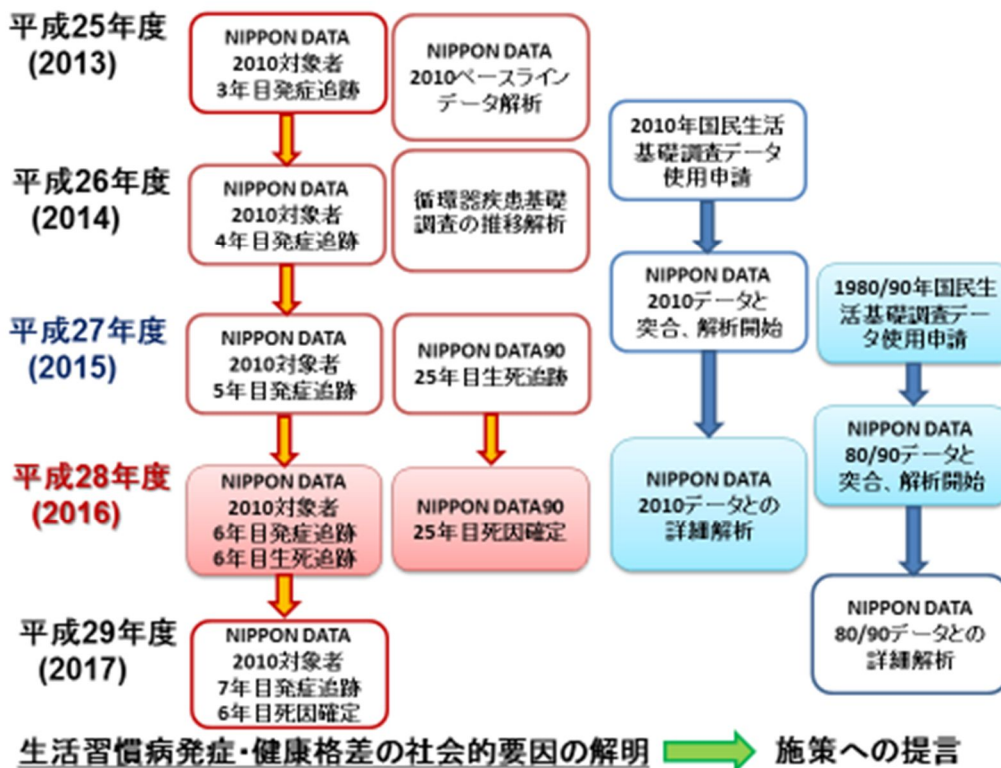 平成25年度
(2013)
NIPPON DATA
2010対象者
3年目発症追跡
NIPPON DATA
2010ベースライン
データ解析
2010年国民生活
基礎調査データ
使用申請
平成26年度
(2014)
NIPPON DATA
2010対象者
4年目発症追跡
循環器疾患基礎
調査の推移解析
NIPPON DATA
2010データと
突合、解析開始
1980/90年国民生
活基礎調査デー
タ使用申請
平成27年度
(2015)
NIPPON DATA
2010対象者
5年目発症追跡
NIPPON DATA90
25年目生死追跡
NIPPON DATA
80/90データと
突合、解析開始
平成28年度
(2016)
NIPPON DATA
2010対象者
6年目発症追跡
6年目生死追跡
NIPPON DATA90
25年目死因確定
NIPPON DATA
2010データとの
詳細解析
平成29年度
(2017)
NIPPON DATA
2010対象者
7年目発症追跡
6年目死因確定
NIPPON DATA
80/90データとの
詳細解析
生活習慣病発症・健康格差の社会的要因の解明
施策への提言